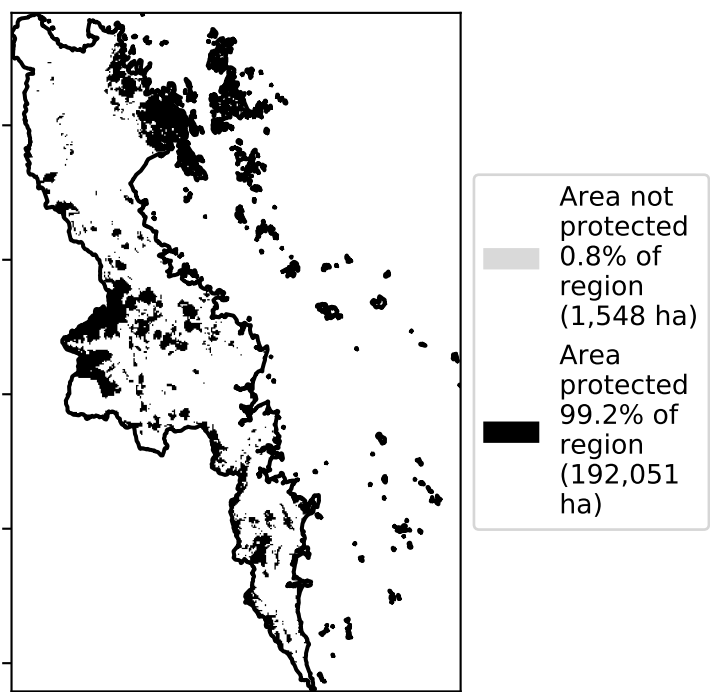 Area not
protected
0.8% of
region
(1,548 ha)
Area
protected
99.2% of
region
(192,051
ha)